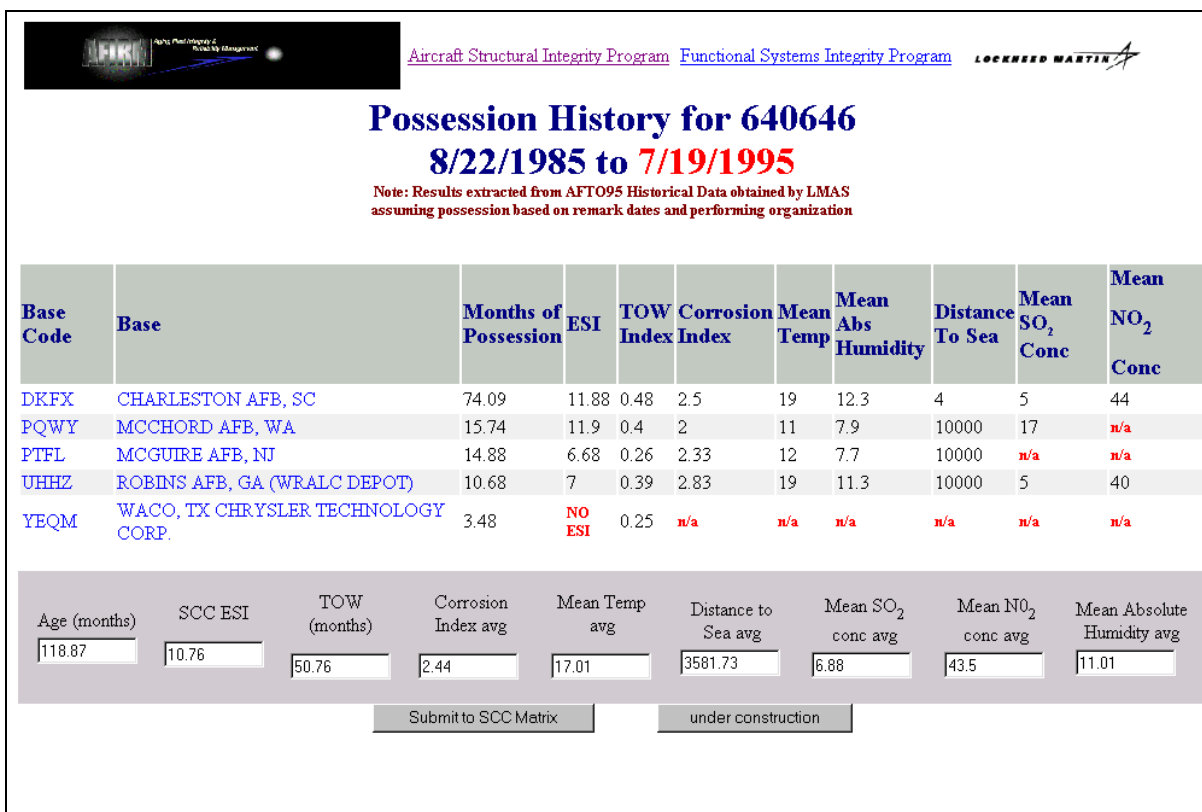 AFIRM Aging Fleet Integrity & Reliability Management
Aircraft Structural Integrity Program Functional Systems Integrity Program LOCKHEED MARTIN
Possession History for 640646
8/22/1985 to 7/19/1995
Note: Results extracted from AFTO95 Historical Data obtained by LMAS
assuming possession based on remark dates and performing organization
Base Code Base Months of Possession ESI TOW Index Corrosion Index Mean Temp Mean Abs Humidity Distance To Sea Mean SO2 Conc Mean NO2 Conc
DKFX CHARLESTON AFB, SC 74.09 11.88 0.48 2.5 19 12.3 4 5 44
PQWY MCCHORD AFB, WA 15.74 11.9 0.4 2 11 7.9 10000 17 n/a
PTFL MCGUIRE AFB, NJ 14.88 6.68 0.26 2.33 12 7.7 10000 n/a n/a
UHHZ ROBINS AFB, GA (WRALC DEPOT) 10.68 7 0.39 2.83 19 11.3 10000 5 40
YEQM WACO, TX CHRYSLER TECHNOLOGY CORP. 3.48 NO ESI 0.25 n/a n/a n/a n/a n/a n/a
Age (months) SCC ESI TOW (months) Corrosion Index avg Mean Temp avg Distance to Sea avg Mean SO2 conc avg Mean N02 conc avg Mean Absolute Humidity avg
118.87 10.76 50.76 2.44 17.01 3581.73 6.88 43.5 11.01
Submit to SCC Matrix under construction